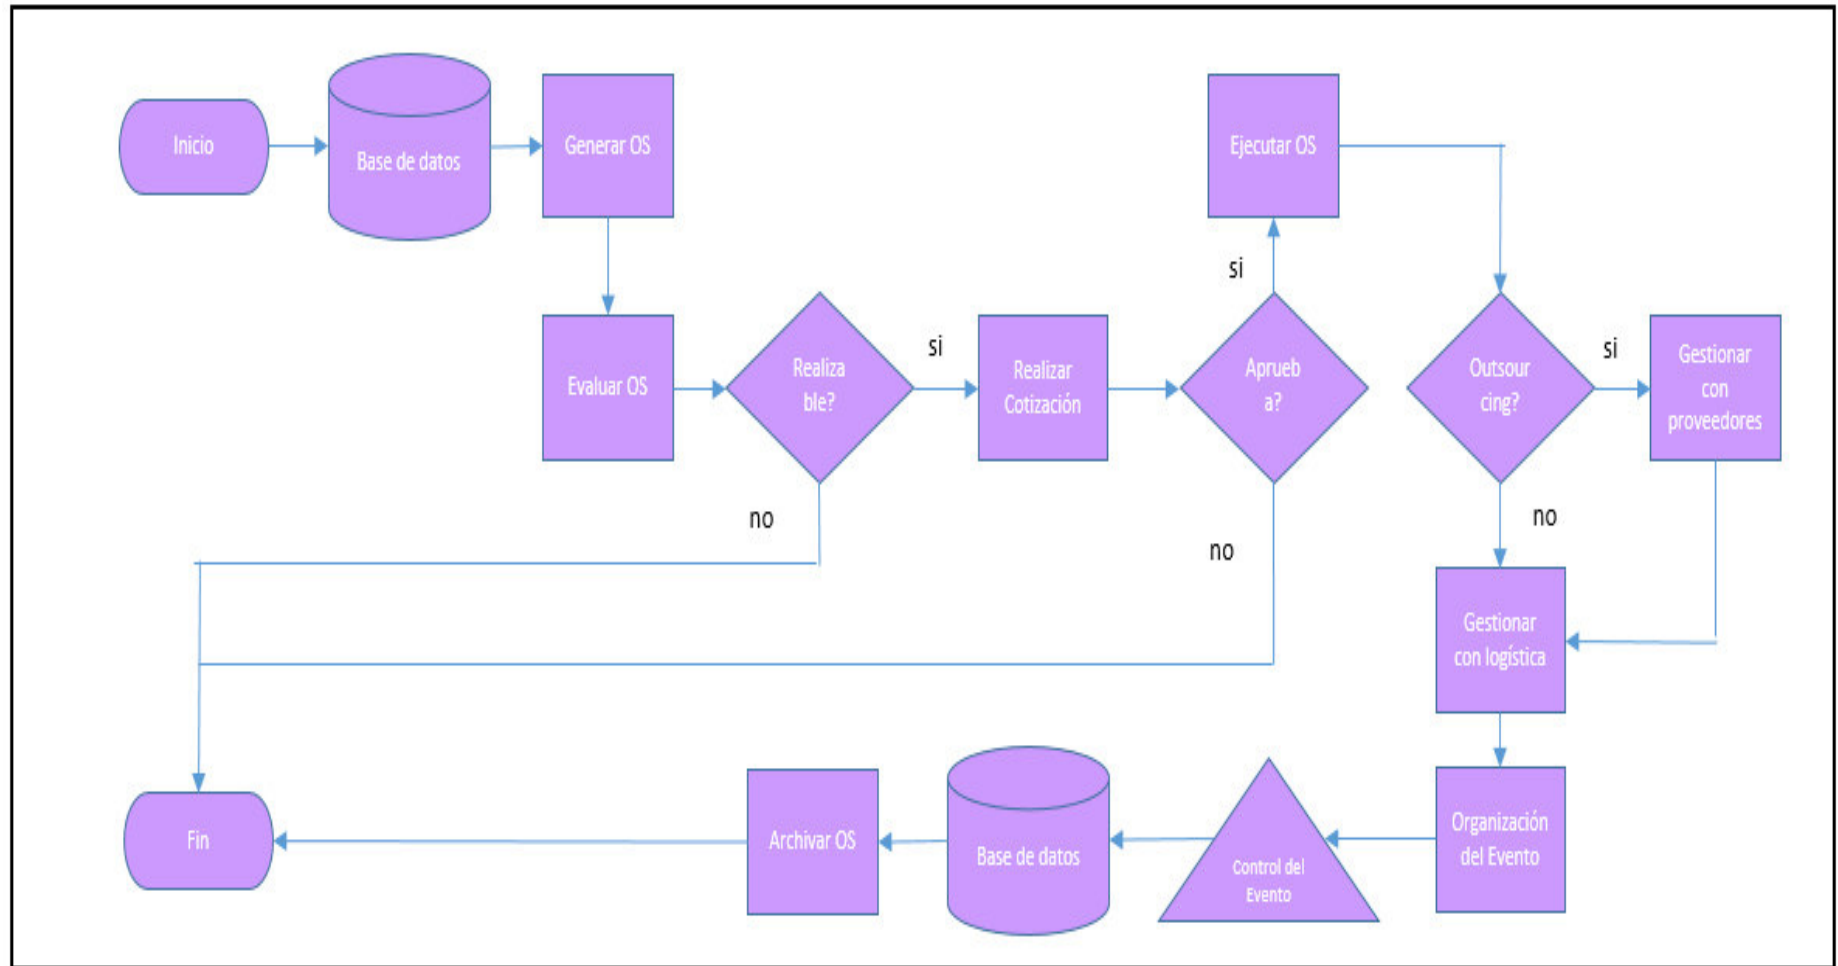 Inicio
Base de datos
Generar OS
Ejecutar OS
si
Evaluar OS
Realiza
ble?
si
Realizar
Cotización
Aprueb
a?
Outsour
cing?
si
Gestionar
con
proveedores
no
no
no
Gestionar
con logística
Fin
Archivar OS
Base de datos
Control del
Evento
Organización
del Evento